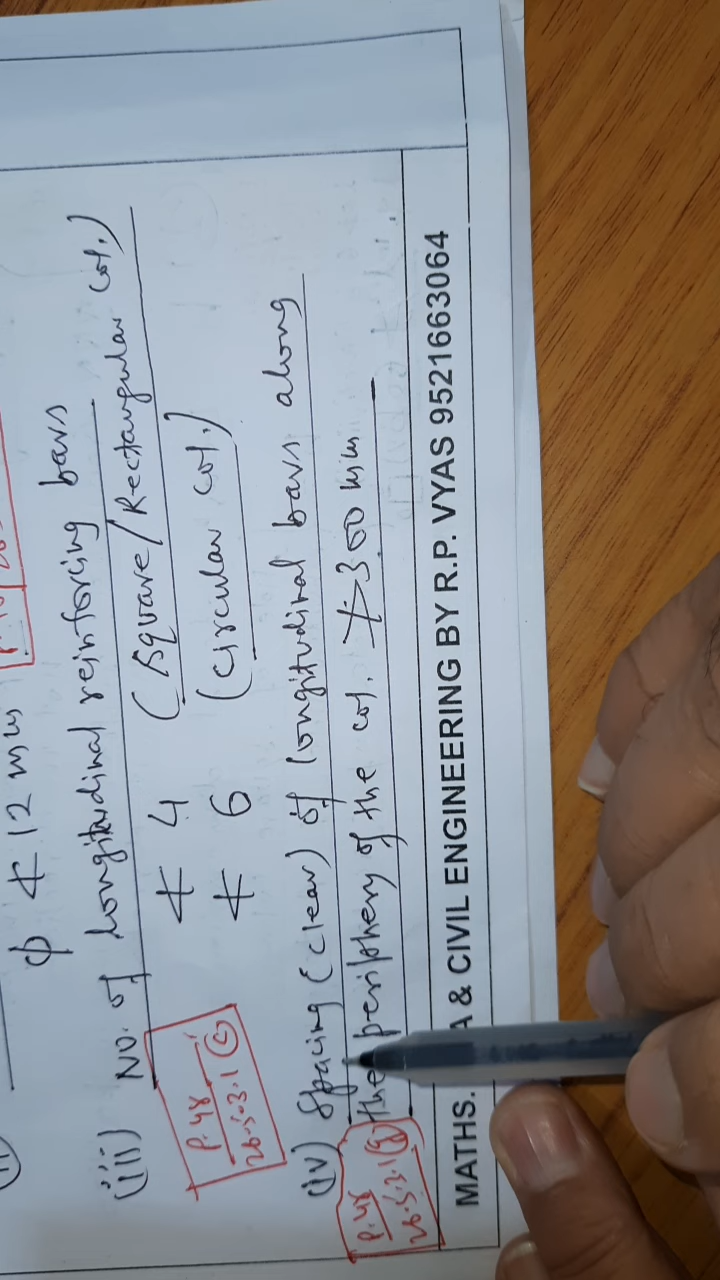 ϕ ≮ 12 mm
(iii) No. of longitudinal reinforcing bars
≮ 4 (Square/Rectangular col.)
≮ 6 (Circular col.)
P.48
26.5.3.1 (c)
(iv) Spacing (clear) of longitudinal bars along
the periphery of the col. ≯ 300 mm
P.48
26.5.3.1 (g)
MATHS. & CIVIL ENGINEERING BY R.P. VYAS 9521663064